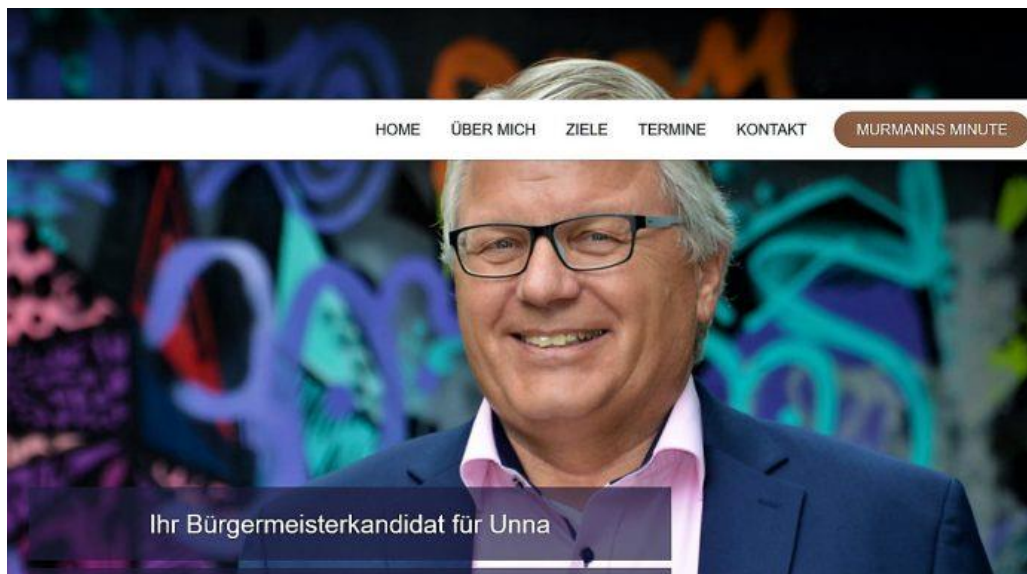 HOME ÜBER MICH ZIELE TERMINE KONTAKT MURMANNS MINUTE
Ihr Bürgermeisterkandidat für Unna